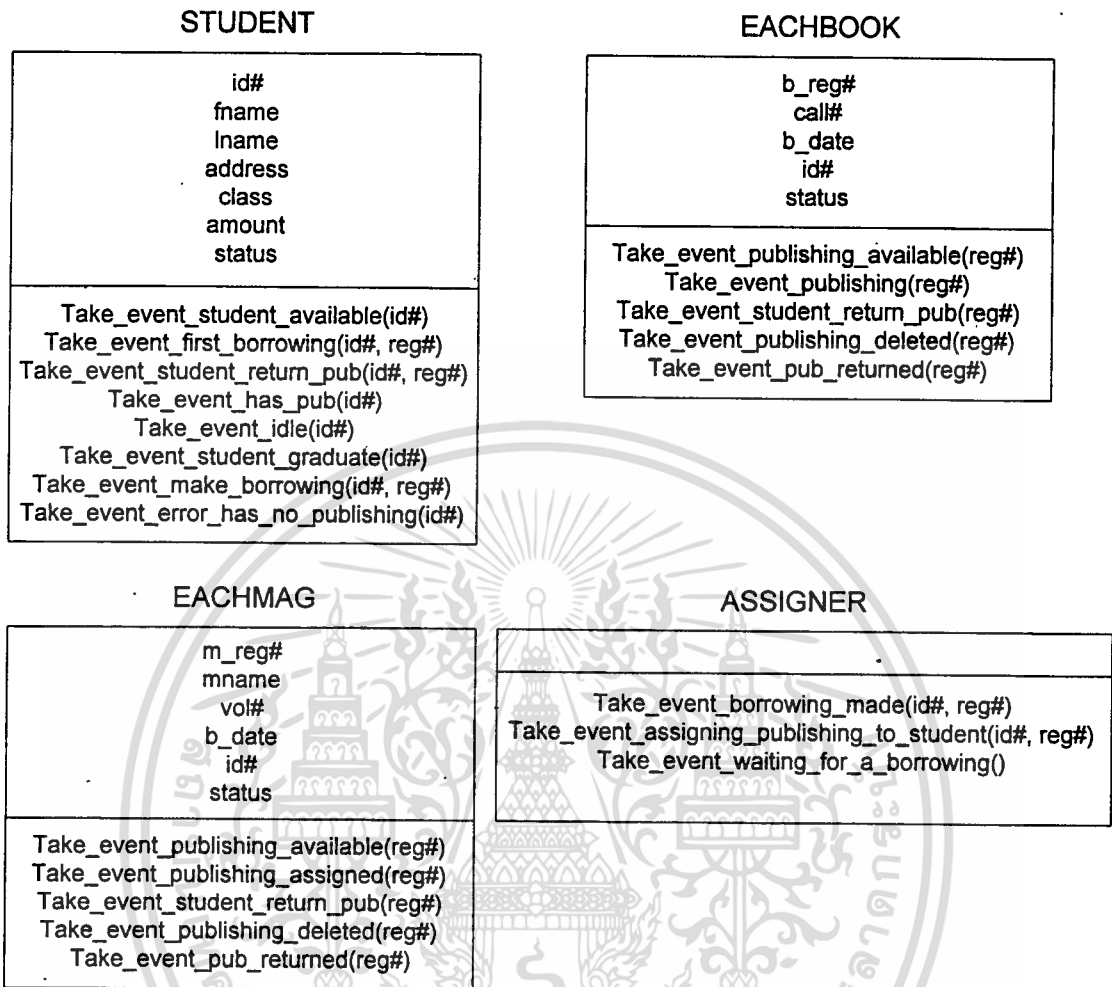 STUDENT
id#
fname
lname
address
class
amount
status
Take_event_student_available(id#)
Take_event_first_borrowing(id#, reg#)
Take_event_student_return_pub(id#, reg#)
Take_event_has_pub(id#)
Take_event_idle(id#)
Take_event_student_graduate(id#)
Take_event_make_borrowing(id#, reg#)
Take_event_error_has_no_publishing(id#)
EACHBOOK
b_reg#
call#
b_date
id#
status
Take_event_publishing_available(reg#)
Take_event_publishing(reg#)
Take_event_student_return_pub(reg#)
Take_event_publishing_deleted(reg#)
Take_event_pub_returned(reg#)
EACHMAG
m_reg#
mname
vol#
b_date
id#
status
Take_event_publishing_available(reg#)
Take_event_publishing_assigned(reg#)
Take_event_student_return_pub(reg#)
Take_event_publishing_deleted(reg#)
Take_event_pub_returned(reg#)
ASSIGNER
Take_event_borrowing_made(id#, reg#)
Take_event_assigning_publishing_to_student(id#, reg#)
Take_event_waiting_for_a_borrowing()